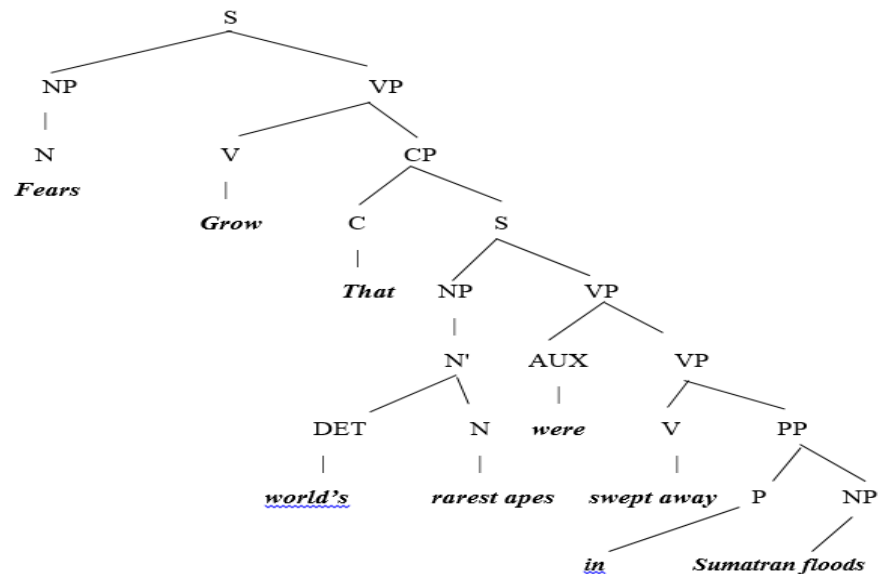 S
NP VP
N V CP
Fears
Grow C S
That NP VP
N' AUX VP
DET N were V PP
world's rarest apes swept away P NP
in Sumatran floods